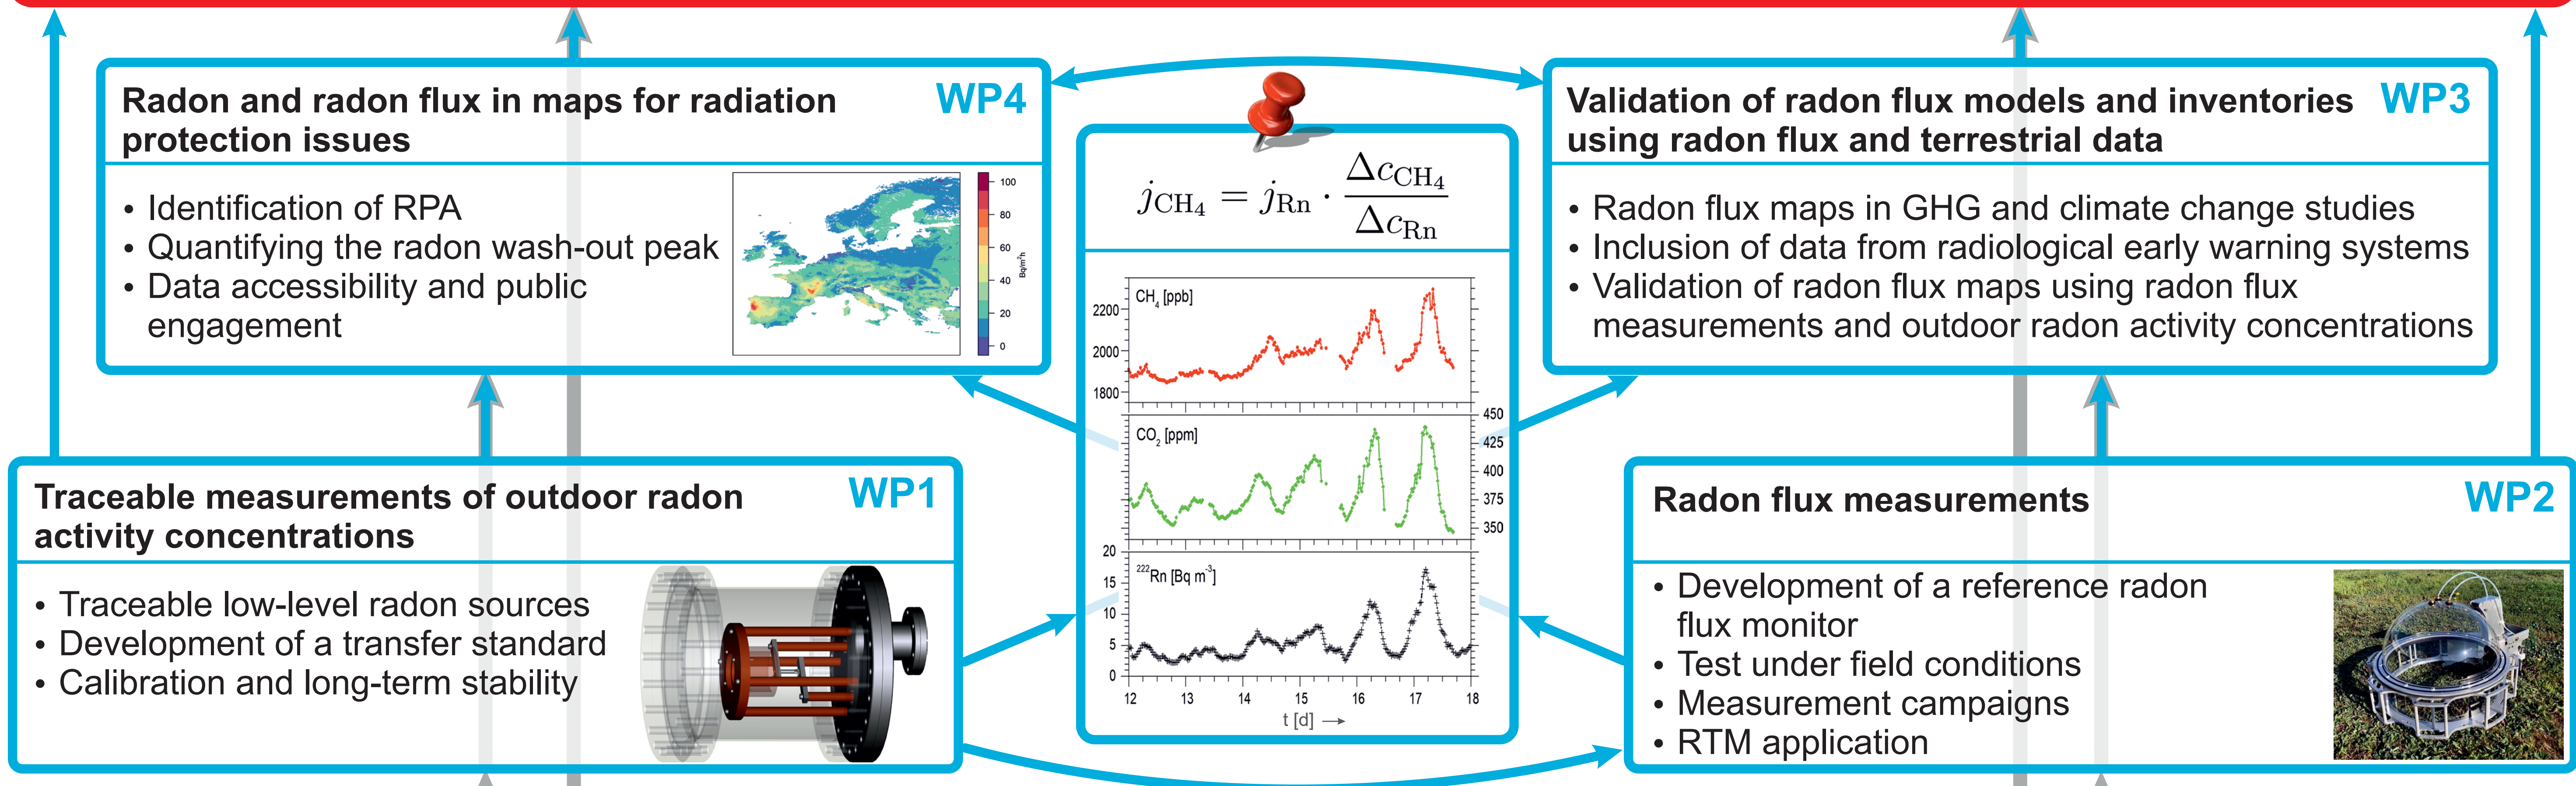 Radon and radon flux in maps for radiation
protection issues
WP4
• Identification of RPA
• Quantifying the radon wash-out peak
• Data accessibility and public
engagement
100
80
60
40
20
0
Bq/m²h
j_CH₄ = j_Rn · Δc_CH₄ / Δc_Rn
CH₄ [ppb]
2200
2000
1800
CO₂ [ppm]
450
425
400
375
350
²²²Rn [Bq m⁻³]
20
15
10
5
0
12 13 14 15 16 17 18
t [d] →
Validation of radon flux models and inventories
using radon flux and terrestrial data
WP3
• Radon flux maps in GHG and climate change studies
• Inclusion of data from radiological early warning systems
• Validation of radon flux maps using radon flux
measurements and outdoor radon activity concentrations
Traceable measurements of outdoor radon
activity concentrations
WP1
• Traceable low-level radon sources
• Development of a transfer standard
• Calibration and long-term stability
Radon flux measurements
WP2
• Development of a reference radon
flux monitor
• Test under field conditions
• Measurement campaigns
• RTM application